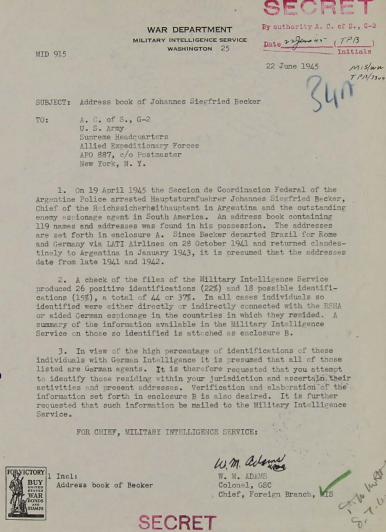 SECRET
By authority A. C. of S., G-2
Date
Initials
WAR DEPARTMENT
MILITARY INTELLIGENCE SERVICE
WASHINGTON 25
MID 915
22 June 1945
SUBJECT: Address book of Johannes Siegfried Becker
TO: A. C. of S., G-2
U. S. Army
Supreme Headquarters
Allied Expeditionary Forces
APO 887, c/o Postmaster
New York, N. Y.
1. On 19 April 1945 the Seccion de Coordinacion Federal of the
Argentine Police arrested Hauptsturmfuehrer Johannes Siegfried Becker,
Chief of the Reichssicherheithauptent in Argentina and the outstanding
enemy espionage agent in South America. An address book containing
119 names and addresses was found in his possession. The addresses
are set forth in enclosure A. Since Becker departed Brazil for Rome
and Germany via LATI Airlines on 28 October 1941 and returned clandes-
tinely to Argentina in January 1943, it is presumed that the addresses
date from late 1941 and 1942.
2. A check of the files of the Military Intelligence Service
produced 26 positive identifications (22%) and 18 possible identifi-
cations (15%), a total of 44 or 37%. In all cases individuals so
identified were either directly or indirectly connected with the RSHA
or aided German espionage in the countries in which they resided. A
summary of the information available in the Military Intelligence
Service on those so identified is attached as enclosure B.
3. In view of the high percentage of identifications of these
individuals with German Intelligence it is presumed that all of those
listed are German agents. It is therefore requested that you attempt
to identify those residing within your jurisdiction and ascertain their
activities and present addresses. Verification and elaboration of the
information set forth in enclosure B is also desired. It is further
requested that such information be mailed to the Military Intelligence
Service.
FOR CHIEF, MILITARY INTELLIGENCE SERVICE:
W. M. Adams
W. M. ADAMS
Colonel, GSC
Chief, Foreign Branch, MIS
1 Incl:
Address book of Becker
FOR VICTORY
BUY
UNITED
STATES
WAR
BONDS
AND
STAMPS
SECRET